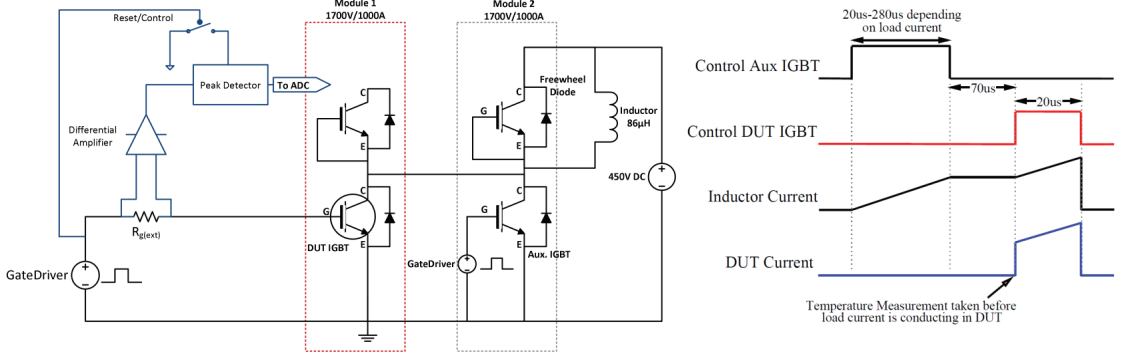 Reset/Control
Peak Detector
To ADC
Differential
Amplifier
Rg(ext)
GateDriver
Module 1
1700V/1000A
C
E
C
G
DUT IGBT
E
Module 2
1700V/1000A
C
G
E
Freewheel
Diode
Inductor
86µH
450V DC
C
G
E
Aux. IGBT
GateDriver
20us-280us depending
on load current
Control Aux IGBT
70us
20us
Control DUT IGBT
Inductor Current
DUT Current
Temperature Measurement taken before
load current is conducting in DUT